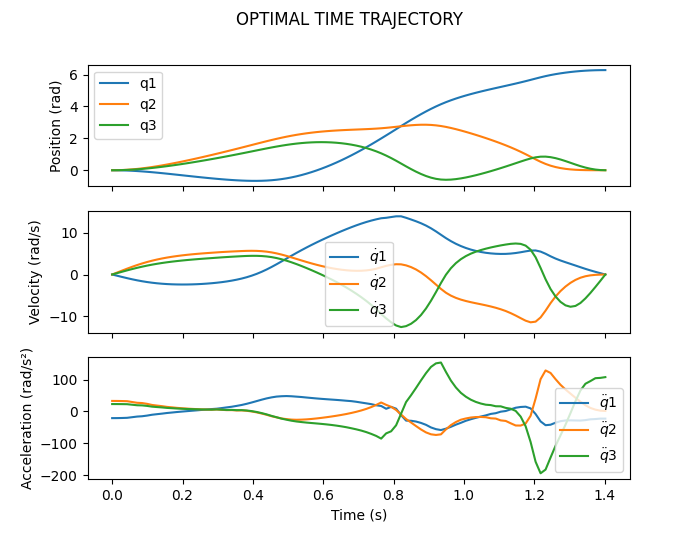 OPTIMAL TIME TRAJECTORY
Position (rad)
6
4
2
0
q1
q2
q3
Velocity (rad/s)
10
0
−10
q̇1
q̇2
q̇3
Acceleration (rad/s²)
100
0
−100
−200
q̈1
q̈2
q̈3
0.0 0.2 0.4 0.6 0.8 1.0 1.2 1.4
Time (s)